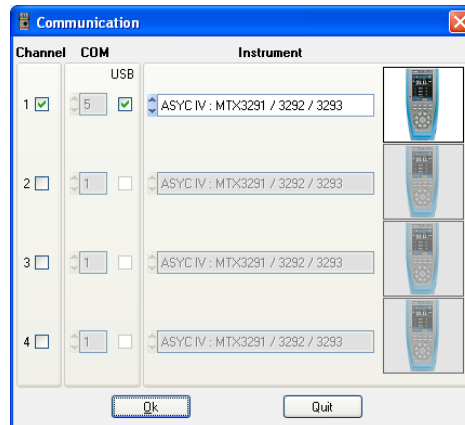 Communication
Channel COM Instrument
USB
1 5 ASYC IV : MTX3291 / 3292 / 3293
2 1 ASYC IV : MTX3291 / 3292 / 3293
3 1 ASYC IV : MTX3291 / 3292 / 3293
4 1 ASYC IV : MTX3291 / 3292 / 3293
Ok Quit